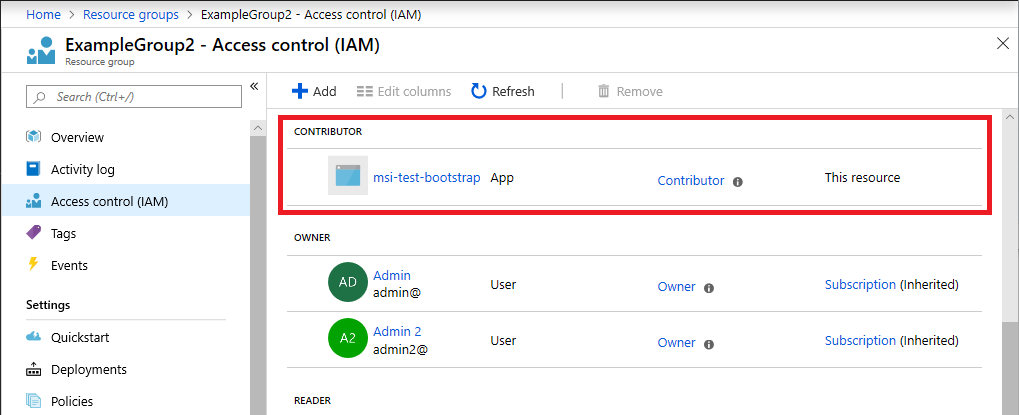 Home > Resource groups > ExampleGroup2 - Access control (IAM)
ExampleGroup2 - Access control (IAM)
Resource group
Search (Ctrl+/)
Overview
Activity log
Access control (IAM)
Tags
Events
Settings
Quickstart
Deployments
Policies
Add Edit columns Refresh Remove
CONTRIBUTOR
msi-test-bootstrap App Contributor This resource
OWNER
AD Admin
admin@ User Owner Subscription (Inherited)
A2 Admin 2
admin2@ User Owner Subscription (Inherited)
READER